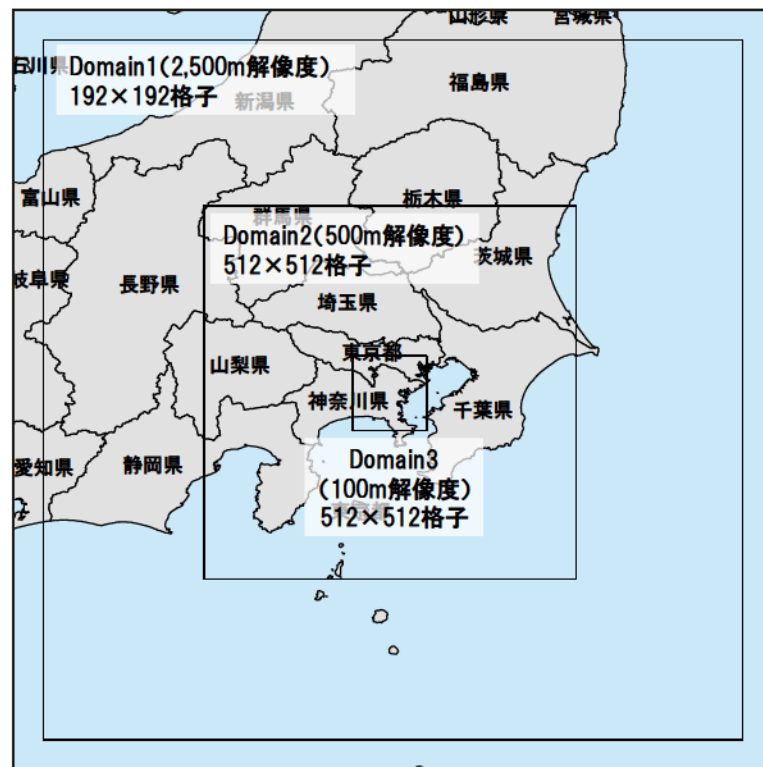 山形県
宮城県
石川県
Domain1(2,500m解像度)
192×192格子
新潟県
福島県
富山県
栃木県
群馬県
Domain2(500m解像度)
512×512格子
茨城県
岐阜県
長野県
埼玉県
東京都
山梨県
神奈川県
千葉県
愛知県
静岡県
Domain3
(100m解像度)
東京都
512×512格子